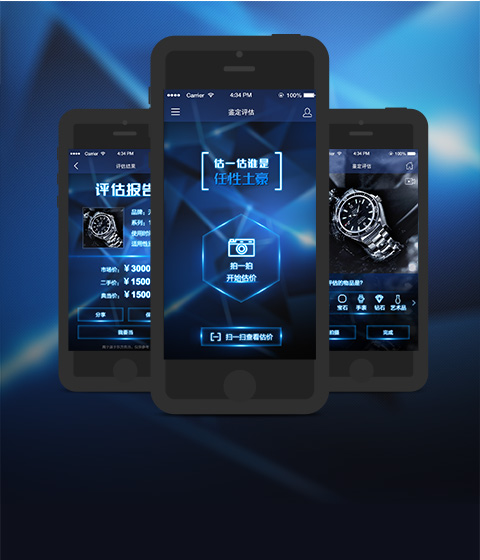 Carrier 4:34 PM 100%
鉴定评估
估一估谁是
任性土豪
拍一拍
开始估价
扫一扫查看估价
Carrier 4:34 PM
评估结果
评估报告
品牌：
系列：
使用时
适用性
市场价：￥3000
二手价：￥1500
典当价：￥1500
分享
我要当
4:34 PM 100%
鉴定评估
评估的物品是?
宝石 手表 钻石 艺术品
完成